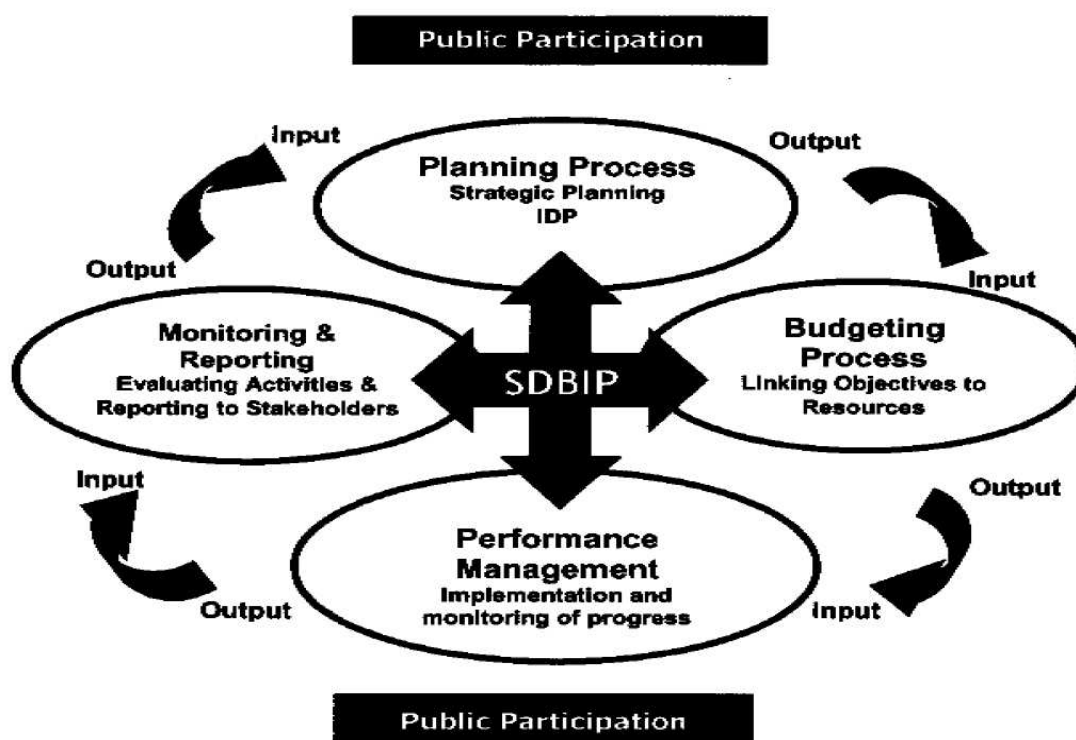 Public Participation
Input
Output
Planning Process
Strategic Planning
IDP
Output
Input
Monitoring &
Reporting
Evaluating Activities &
Reporting to Stakeholders
SDBIP
Budgeting
Process
Linking Objectives to
Resources
Input
Output
Performance
Management
Implementation and
monitoring of progress
Output
Input
Public Participation